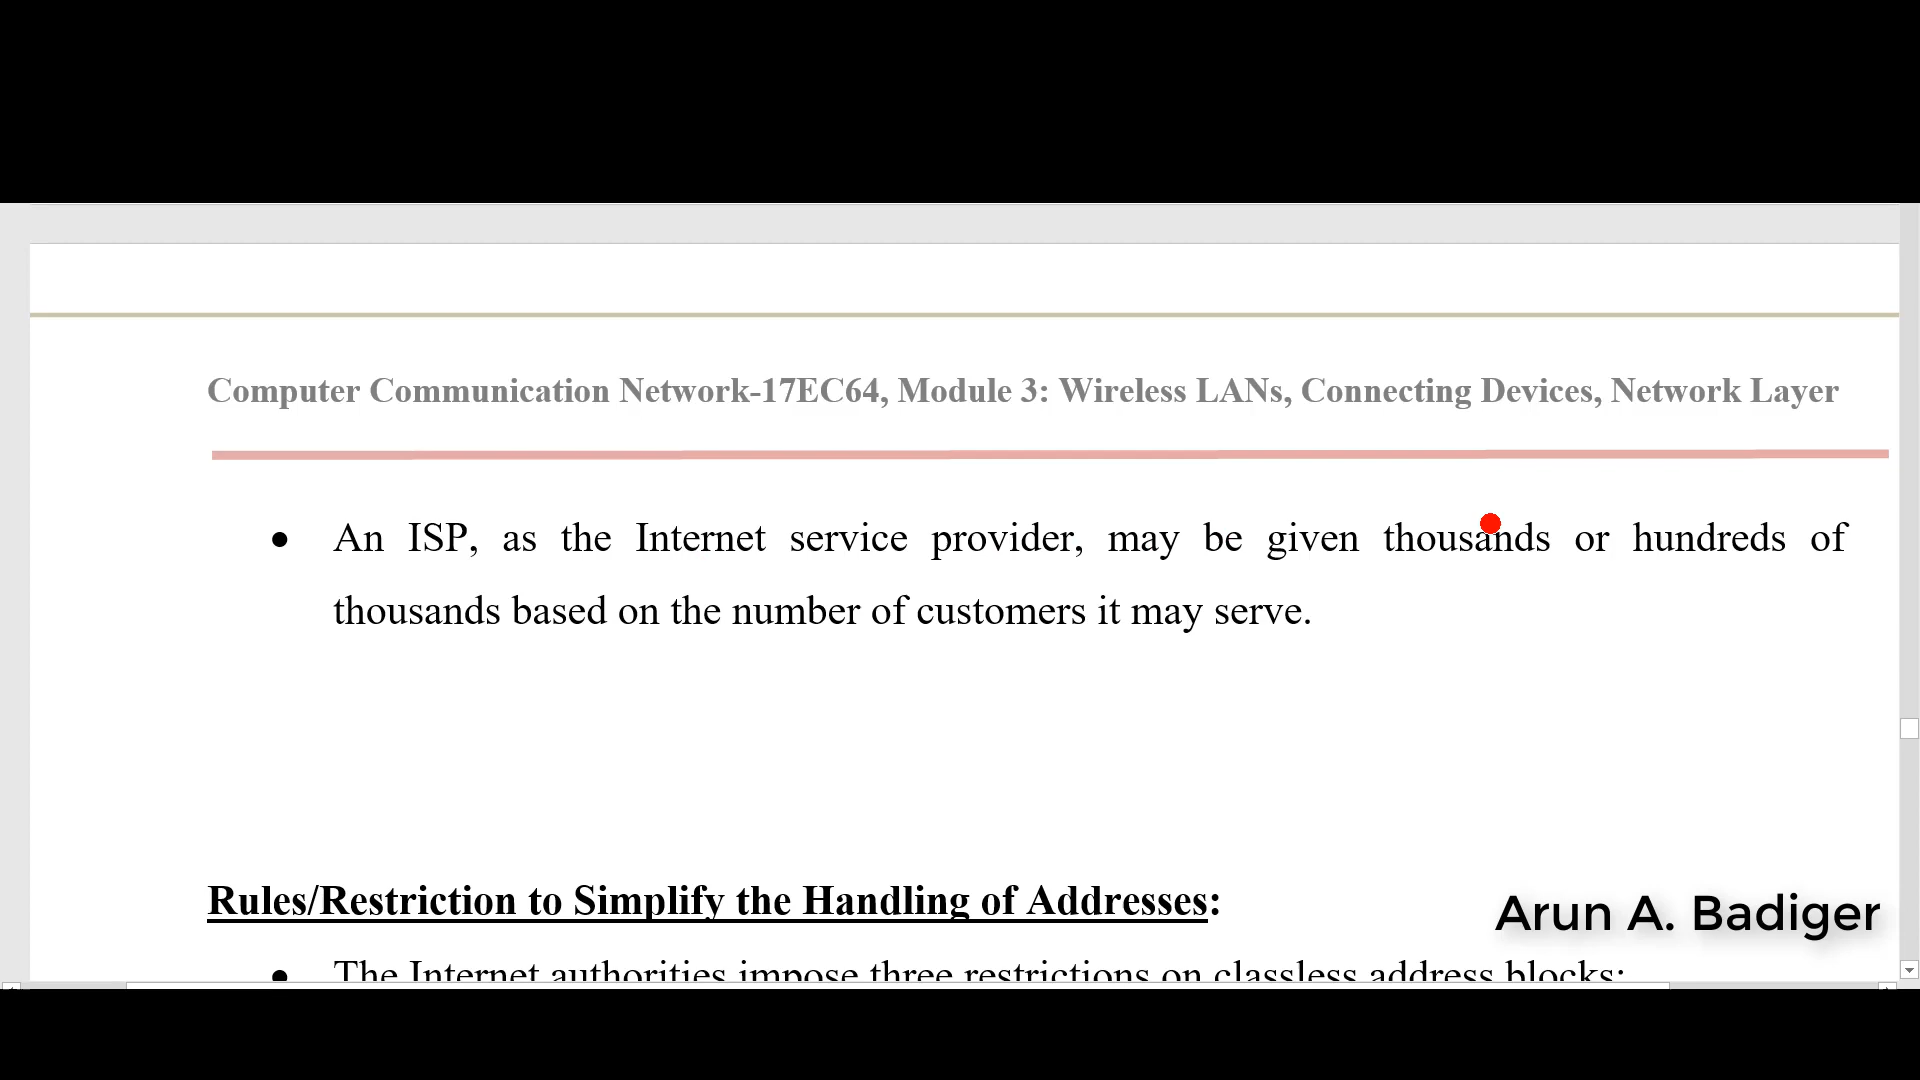 Computer Communication Network-17EC64, Module 3: Wireless LANs, Connecting Devices, Network Layer
• An ISP, as the Internet service provider, may be given thousands or hundreds of
thousands based on the number of customers it may serve.
Rules/Restriction to Simplify the Handling of Addresses:
Arun A. Badiger
• The Internet authorities impose three restrictions on classless address blocks: